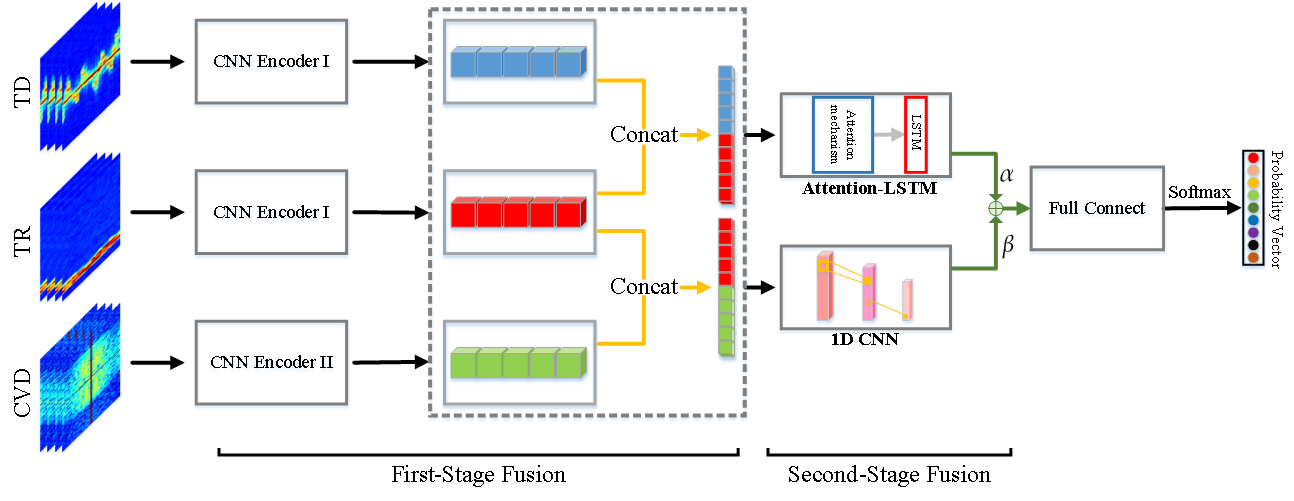 TD
CNN Encoder I
TR
CNN Encoder I
CVD
CNN Encoder II
Concat
Concat
First-Stage Fusion
Attention
mechanism
LSTM
Attention-LSTM
1D CNN
α
β
Second-Stage Fusion
Full Connect
Softmax
Probability Vector